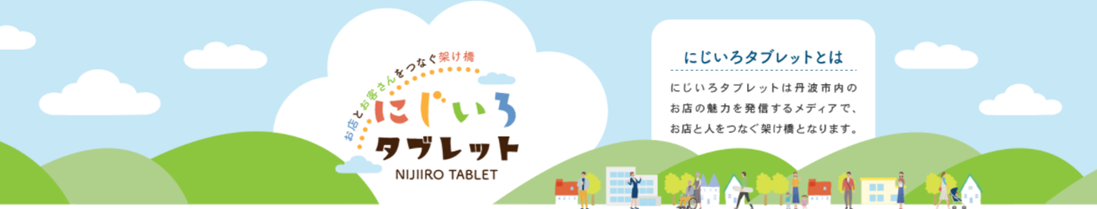 お店とお客さんをつなぐ架け橋
にじいろ
タブレット
NIJIIRO TABLET
にじいろタブレットとは
にじいろタブレットは丹波市内の
お店の魅力を発信するメディアで、
お店と人をつなぐ架け橋となります。